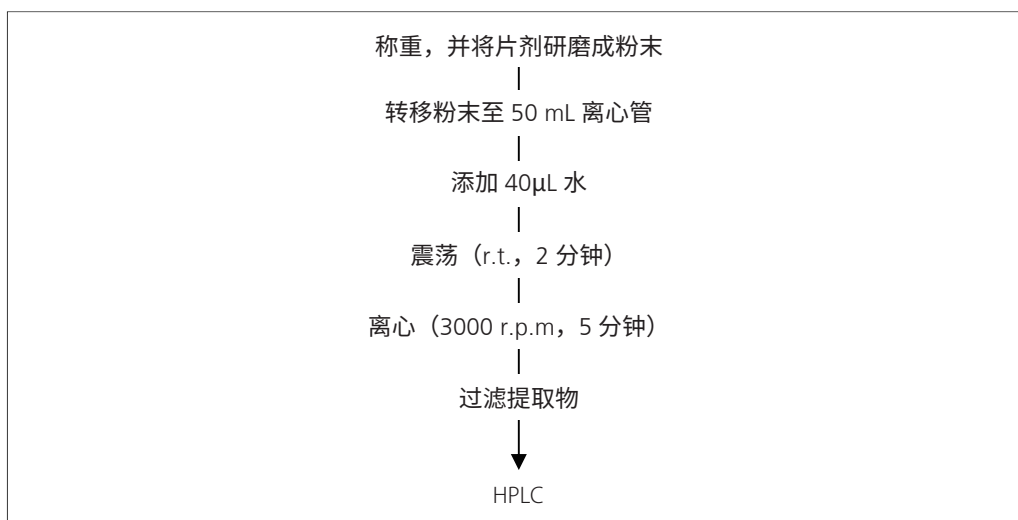 称重，并将片剂研磨成粉末
转移粉末至 50 mL 离心管
添加 40μL 水
震荡（r.t.，2 分钟）
离心（3000 r.p.m，5 分钟）
过滤提取物
HPLC